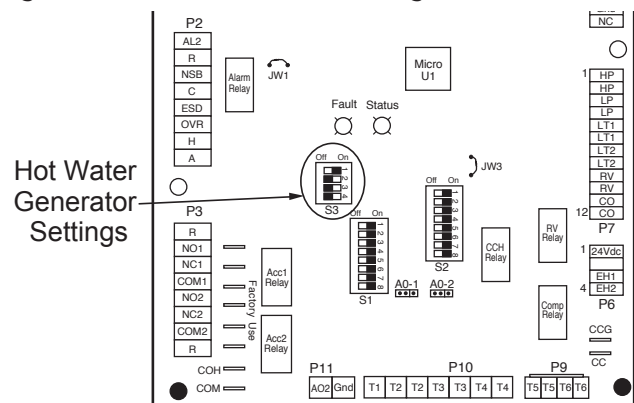 P2
AL2
R
NSB
C
ESD
OVR
H
A
Alarm
Relay
JW1
Micro
U1
Fault Status
NC
1
HP
HP
LP
LP
LT1
LT1
LT2
LT2
RV
RV
CO
12 CO
P7
Hot Water
Generator
Settings
Off On
1
2
3
4
S3
JW3
Off On
1
2
3
4
5
6
7
8
S1
Off On
1
2
3
4
5
6
7
8
S2
A0-1 A0-2
CCH
Relay
RV
Relay
Comp
Relay
1 24Vdc
EH1
4 EH2
P6
CCG
CC
P3
R
NO1
NC1
COM1
NO2
NC2
COM2
R
COH
COM
Factory Use
Acc1
Relay
Acc2
Relay
P11
AO2 Gnd
P10
T1 T2 T2 T3 T3 T4 T4
P9
T5 T5 T6 T6